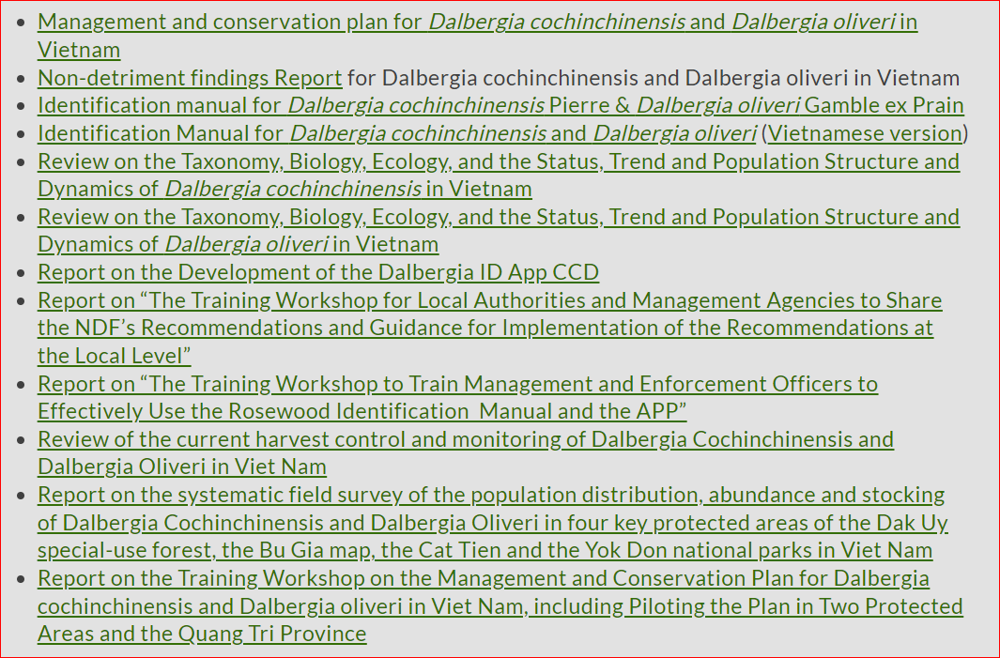 • Management and conservation plan for Dalbergia cochinchinensis and Dalbergia oliveri in
Vietnam
• Non-detriment findings Report for Dalbergia cochinchinensis and Dalbergia oliveri in Vietnam
• Identification manual for Dalbergia cochinchinensis Pierre & Dalbergia oliveri Gamble ex Prain
• Identification Manual for Dalbergia cochinchinensis and Dalbergia oliveri (Vietnamese version)
• Review on the Taxonomy, Biology, Ecology, and the Status, Trend and Population Structure and
Dynamics of Dalbergia cochinchinensis in Vietnam
• Review on the Taxonomy, Biology, Ecology, and the Status, Trend and Population Structure and
Dynamics of Dalbergia oliveri in Vietnam
• Report on the Development of the Dalbergia ID App CCD
• Report on “The Training Workshop for Local Authorities and Management Agencies to Share
the NDF’s Recommendations and Guidance for Implementation of the Recommendations at
the Local Level”
• Report on “The Training Workshop to Train Management and Enforcement Officers to
Effectively Use the Rosewood Identification  Manual and the APP”
• Review of the current harvest control and monitoring of Dalbergia Cochinchinensis and
Dalbergia Oliveri in Viet Nam
• Report on the systematic field survey of the population distribution, abundance and stocking
of Dalbergia Cochinchinensis and Dalbergia Oliveri in four key protected areas of the Dak Uy
special-use forest, the Bu Gia map, the Cat Tien and the Yok Don national parks in Viet Nam
• Report on the Training Workshop on the Management and Conservation Plan for Dalbergia
cochinchinensis and Dalbergia oliveri in Viet Nam, including Piloting the Plan in Two Protected
Areas and the Quang Tri Province